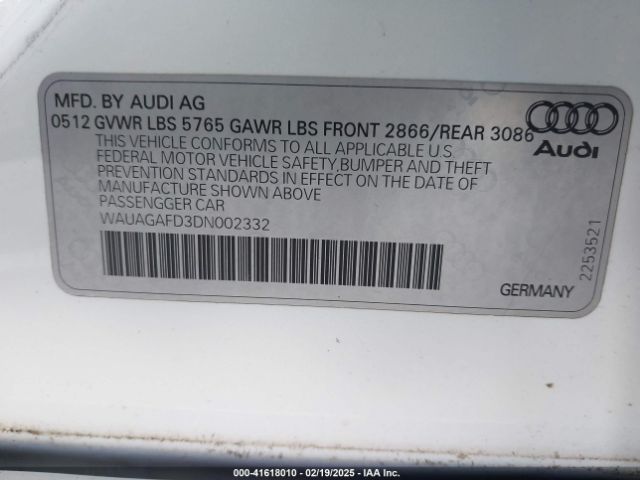 MFD. BY AUDI AG
0512 GVWR LBS 5765 GAWR LBS FRONT 2866/REAR 3086
THIS VEHICLE CONFORMS TO ALL APPLICABLE U.S.
FEDERAL MOTOR VEHICLE SAFETY,BUMPER AND THEFT
PREVENTION STANDARDS IN EFFECT ON THE DATE OF
MANUFACTURE SHOWN ABOVE
PASSENGGER CAR
WAUAGAFD3DN002332
Audi
2253521
GERMANY
000-41618010 - 02/19/2025 - IAA Inc.